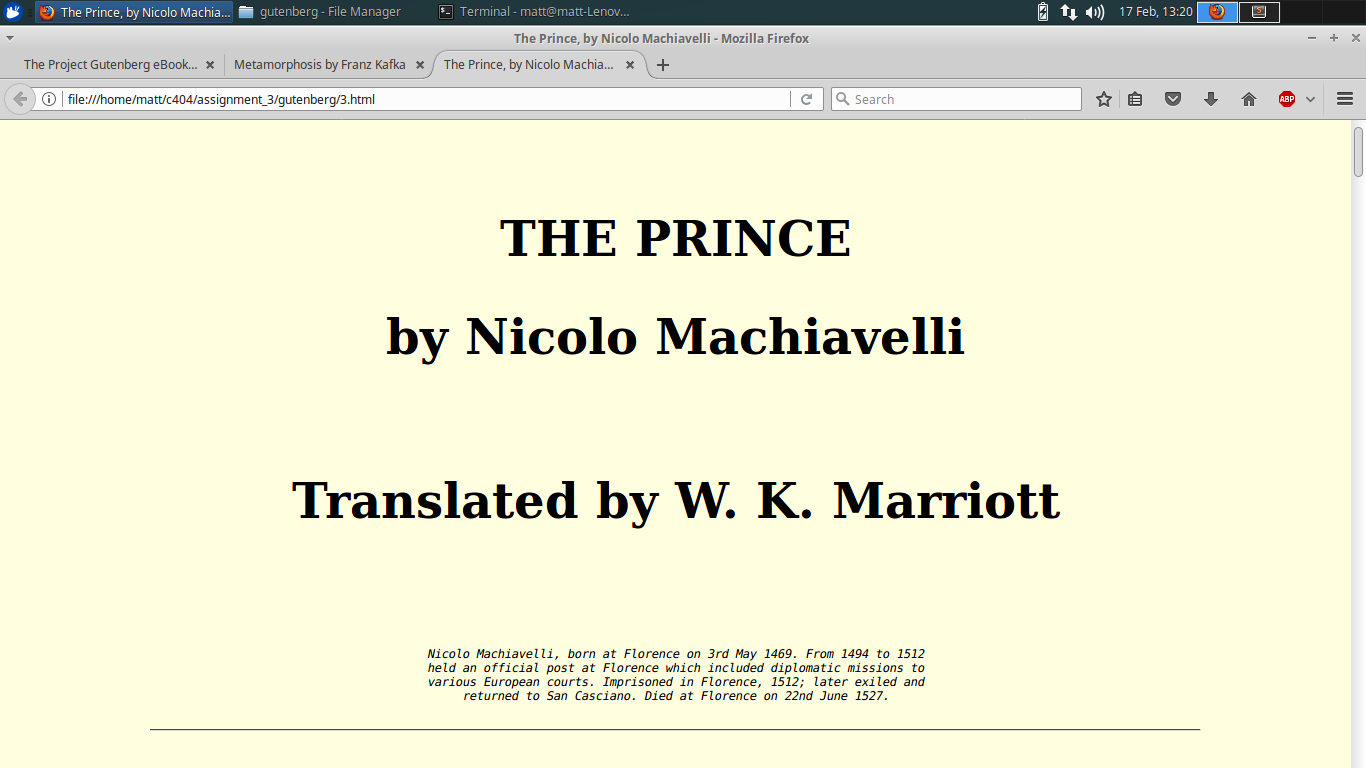 The Prince, by Nicolo Machia...
gutenberg - File Manager
Terminal - matt@matt-Lenov...
17 Feb, 13:20
The Prince, by Nicolo Machiavelli - Mozilla Firefox
The Project Gutenberg eBook...
Metamorphosis by Franz Kafka
The Prince, by Nicolo Machia...
file:///home/matt/c404/assignment_3/gutenberg/3.html
Search
ABP
THE PRINCE
by Nicolo Machiavelli
Translated by W. K. Marriott
Nicolo Machiavelli, born at Florence on 3rd May 1469. From 1494 to 1512
held an official post at Florence which included diplomatic missions to
various European courts. Imprisoned in Florence, 1512; later exiled and
returned to San Casciano. Died at Florence on 22nd June 1527.